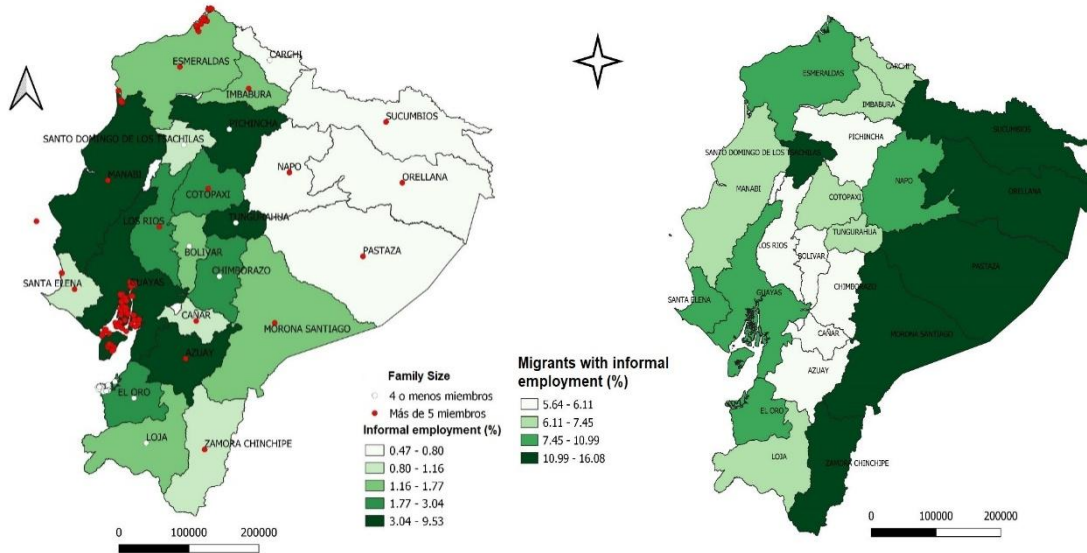 ESMERALDAS
CARCHI
IMBABURA
SUCUMBIOS
PICHINCHA
SANTO DOMINGO DE LOS TSACHILAS
NAPO
ORELLANA
MANABI
COTOPAXI
TUNGURAHUA
LOS RIOS
BOLIVAR
PASTAZA
CHIMBORAZO
SANTA ELENA
GUAYAS
CAÑAR
MORONA SANTIAGO
AZUAY
EL ORO
LOJA
ZAMORA CHINCHIPE
Family Size
4 o menos miembros
Más de 5 miembros
Informal employment (%)
0.47 - 0.80
0.80 - 1.16
1.16 - 1.77
1.77 - 3.04
3.04 - 9.53
0 100000 200000
ESMERALDAS
CARCHI
IMBABURA
SUCUMBIOS
PICHINCHA
SANTO DOMINGO DE LOS TSACHILAS
NAPO
ORELLANA
MANABI
COTOPAXI
TUNGURAHUA
LOS RIOS
BOLIVAR
PASTAZA
CHIMBORAZO
SANTA ELENA
GUAYAS
CAÑAR
MORONA SANTIAGO
AZUAY
EL ORO
LOJA
ZAMORA CHINCHIPE
Migrants with informal
employment (%)
5.64 - 6.11
6.11 - 7.45
7.45 - 10.99
10.99 - 16.08
0 100000 200000